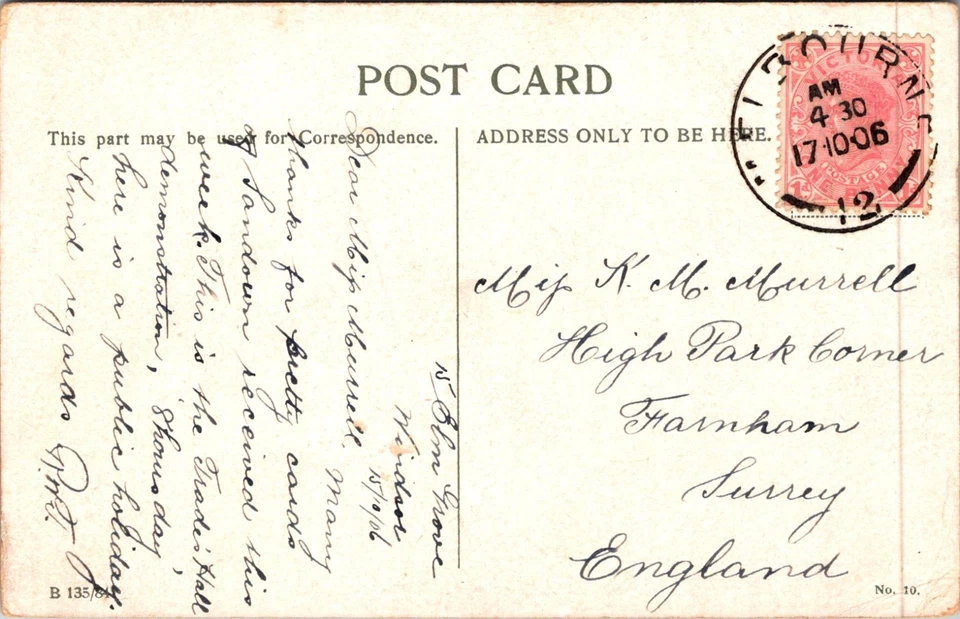 POST CARD
This part may be used for Correspondence.
ADDRESS ONLY TO BE HERE.
15 Elm Grove
Windsor
15/10/06
Dear Miss Murrell. Many
thanks for pretty cards
of Sandown received this
week. This is the Trades Hall
demonstration,
here is a public holiday.
Kind regards
Miss K. M. Murrell
High Park Corner
Farnham
Surrey
England
VICTORIA
POSTAGE
ONE PENNY
MELBOURNE
AM
4 30
17·10·06
12
B 135/84
No. 10.